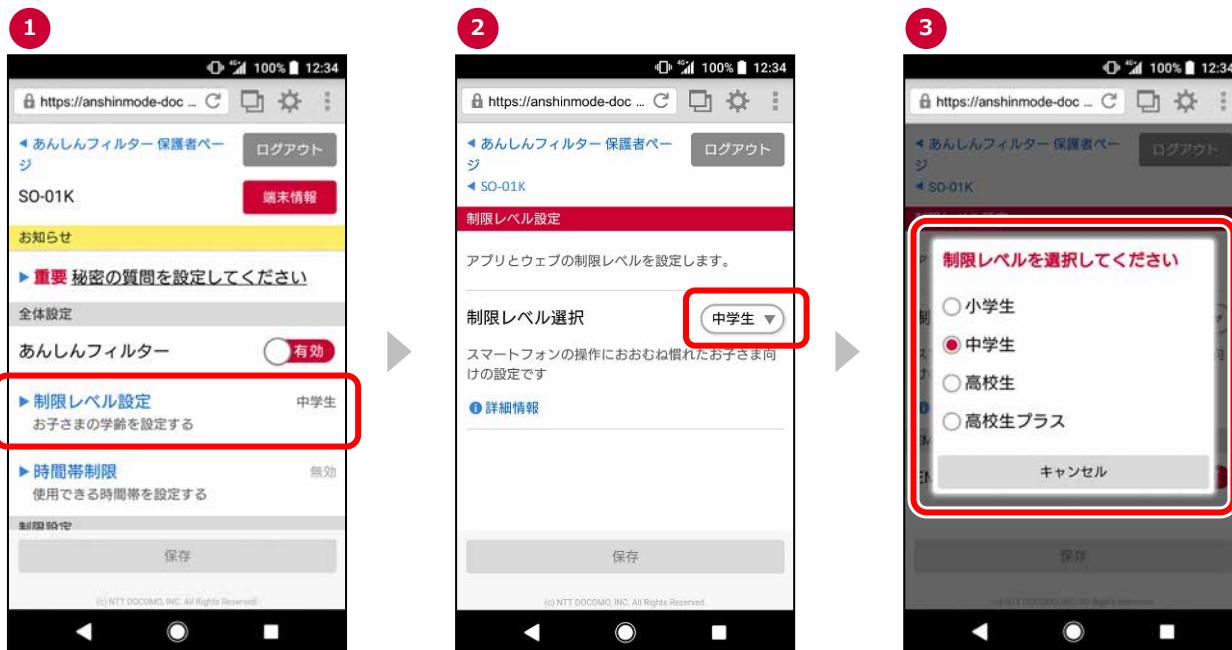 1
100% 12:34
https://anshinmode-doc ...
◀ あんしんフィルター 保護者ペー
ジ
ログアウト
SO-01K
端末情報
お知らせ
▶ 重要 秘密の質問を設定してください
全体設定
あんしんフィルター
有効
▶ 制限レベル設定
中学生
お子さまの学齢を設定する
▶ 時間帯制限
無効
使用できる時間帯を設定する
制限設定
保存
(c) NTT DOCOMO, INC. All Rights Reserved.
2
100% 12:34
https://anshinmode-doc ...
◀ あんしんフィルター 保護者ペー
ジ
ログアウト
◀ SO-01K
制限レベル設定
アプリとウェブの制限レベルを設定します。
制限レベル選択
中学生 ▼
スマートフォンの操作におおむね慣れたお子さま向
けの設定です
詳細情報
保存
(c) NTT DOCOMO, INC. All Rights Reserved.
3
100% 12:34
https://anshinmode-doc ...
◀ あんしんフィルター 保護者ペー
ジ
ログアウト
◀ SO-01K
制限レベルを選択してください
小学生
中学生
高校生
高校生プラス
キャンセル
保存